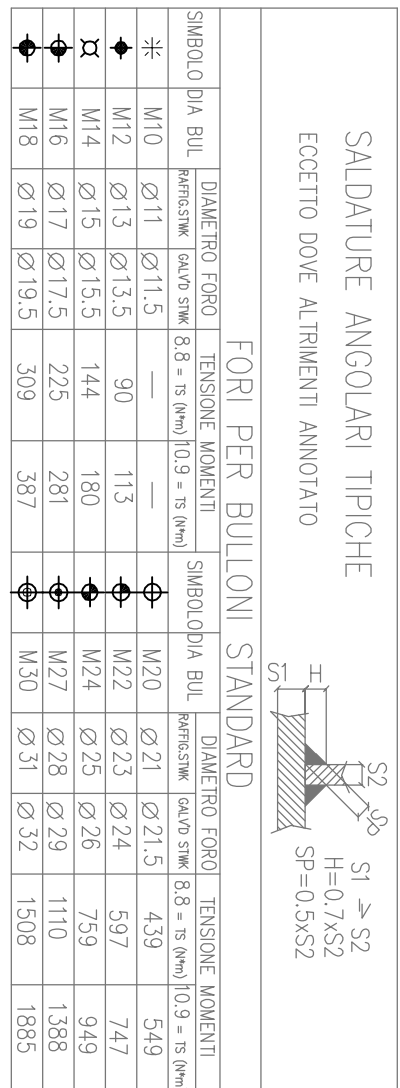 SALDATURE ANGOLARI TIPICHE
ECCETTO DOVE ALTRIMENTI ANNOTATO
S1 H S2 SP
S1 ⩾ S2
H=0.7xS2
SP=0.5xS2
FORI PER BULLONI STANDARD
SIMBOLO DIA BUL DIAMETRO FORO TENSIONE MOMENTI SIMBOLO DIA BUL DIAMETRO FORO TENSIONE MOMENTI
RAFFIG.STWK GALV'D STWK 8.8 = TS (N*m) 10.9 = TS (N*m) RAFFIG.STWK GALV'D STWK 8.8 = TS (N*m) 10.9 = TS (N*m
M10 Ø11 Ø11.5 — — M20 Ø21 Ø21.5 439 549
M12 Ø13 Ø13.5 90 113 M22 Ø23 Ø24 597 747
M14 Ø15 Ø15.5 144 180 M24 Ø25 Ø26 759 949
M16 Ø17 Ø17.5 225 281 M27 Ø28 Ø29 1110 1388
M18 Ø19 Ø19.5 309 387 M30 Ø31 Ø32 1508 1885